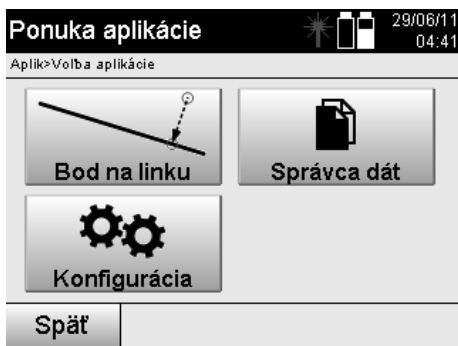 Ponuka aplikácie
29/06/11
04:41
Aplik>Voľba aplikácie
Bod na linku
Správca dát
Konfigurácia
Späť